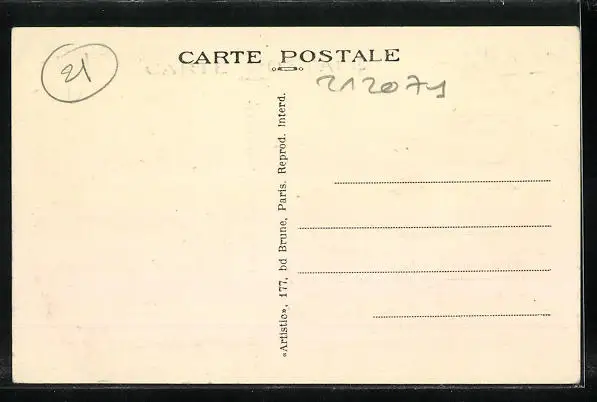 21
CARTE POSTALE
212071
«Artistic», 177, bd Brune, Paris. Reprod. Interd.